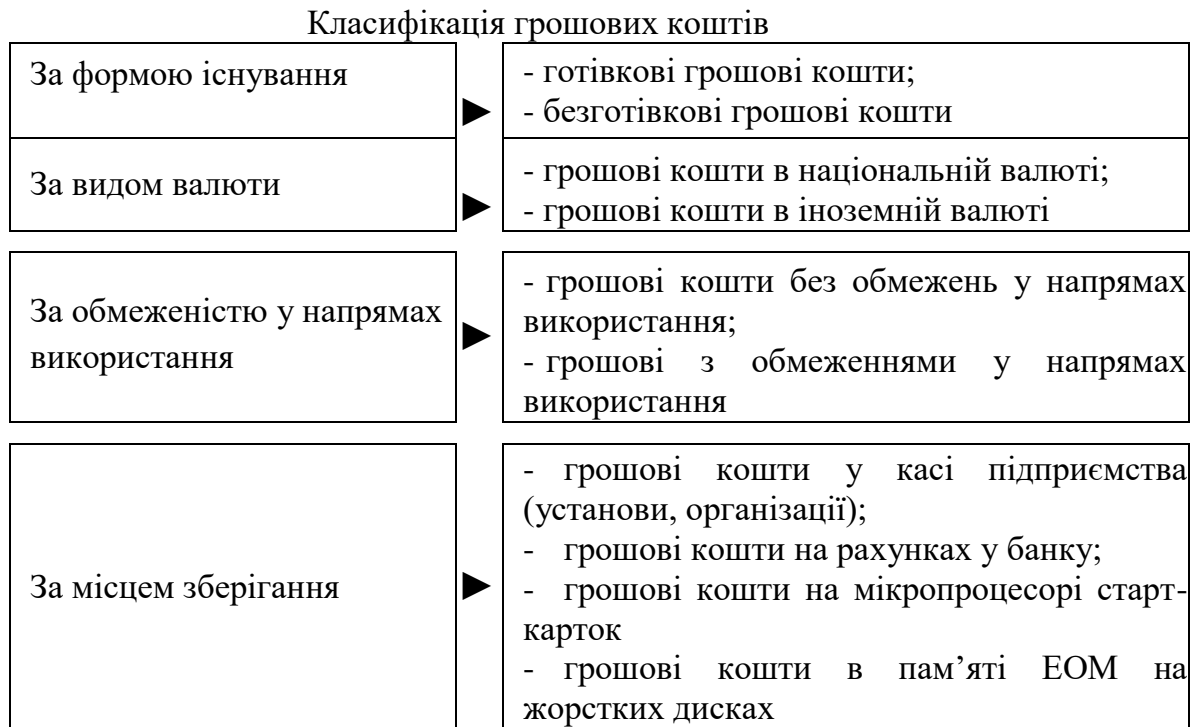 Класифікація грошових коштів
За формою існування
- готівкові грошові кошти;
- безготівкові грошові кошти
За видом валюти
- грошові кошти в національній валюті;
- грошові кошти в іноземній валюті
За обмеженістю у напрямах
використання
- грошові кошти без обмежень у напрямах
використання;
- грошові з обмеженнями у напрямах
використання
За місцем зберігання
- грошові кошти у касі підприємства
(установи, організації);
- грошові кошти на рахунках у банку;
- грошові кошти на мікропроцесорі старт-
карток
- грошові кошти в пам’яті ЕОМ на
жорстких дисках